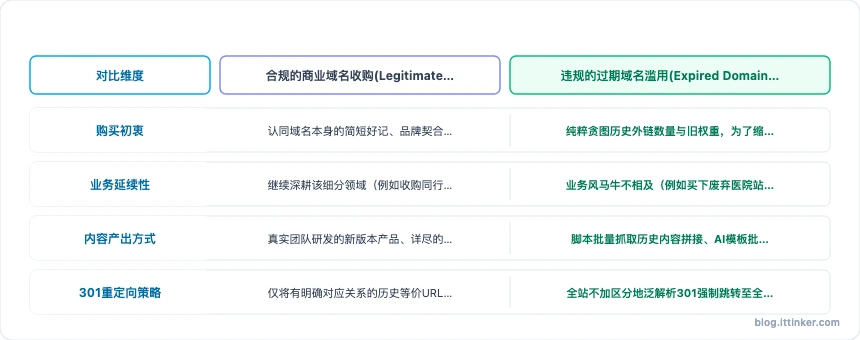 对比维度 合规的商业域名收购(Legitimate... 违规的过期域名滥用(Expired Domain...
购买初衷 认同域名本身的简短好记、品牌契合... 纯粹贪图历史外链数量与旧权重，为了缩...
业务延续性 继续深耕该细分领域（例如收购同行... 业务风马牛不相及（例如买下废弃医院站...
内容产出方式 真实团队研发的新版本产品、详尽的... 脚本批量抓取历史内容拼接、AI模板批...
301重定向策略 仅将有明确对应关系的历史等价URL... 全站不加区分地泛解析301强制跳转至全...
blog.ittinker.com